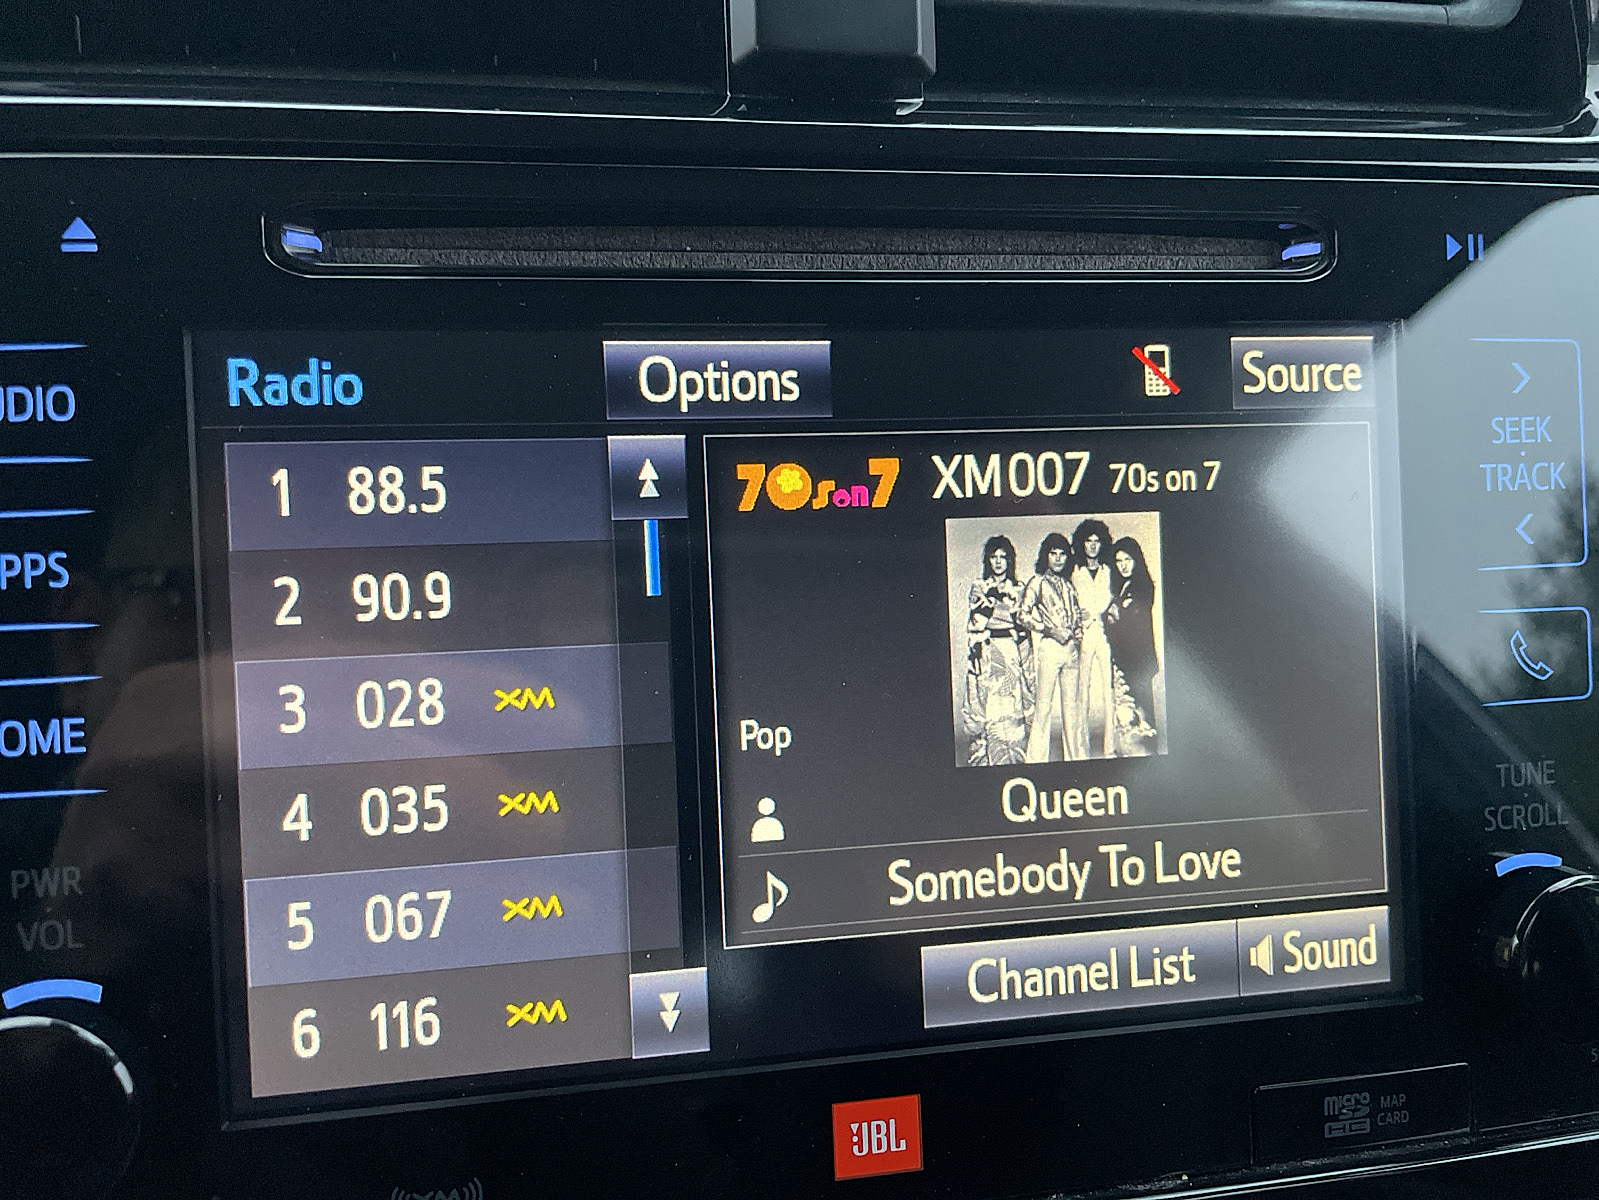 Radio
Options
Source
1 88.5
2 90.9
3 028 XM
4 035 XM
5 067 XM
6 116 XM
70s on 7
XM007 70s on 7
Pop
Queen
Somebody To Love
Channel List
Sound
UDIO
PPS
OME
PWR
VOL
SEEK
TRACK
TUNE
SCROLL
JBL
micro
SD
HC
MAP
CARD
XM